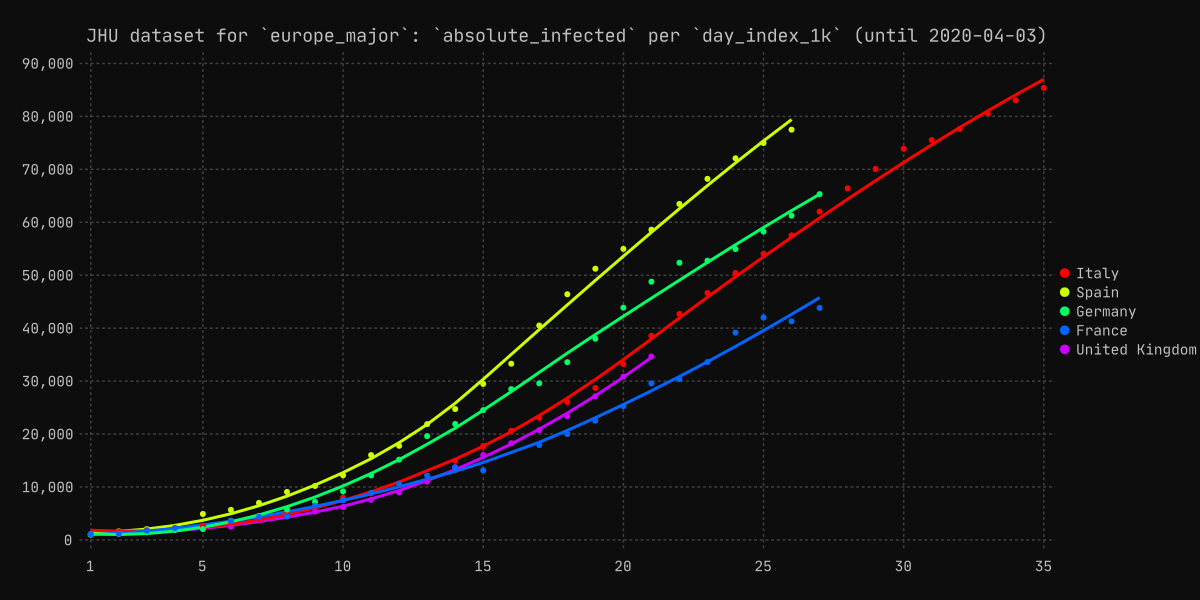 JHU dataset for `europe_major`: `absolute_infected` per `day_index_1k` (until 2020-04-03)
90,000
80,000
70,000
60,000
50,000
40,000
30,000
20,000
10,000
0
1 5 10 15 20 25 30 35
Italy
Spain
Germany
France
United Kingdom